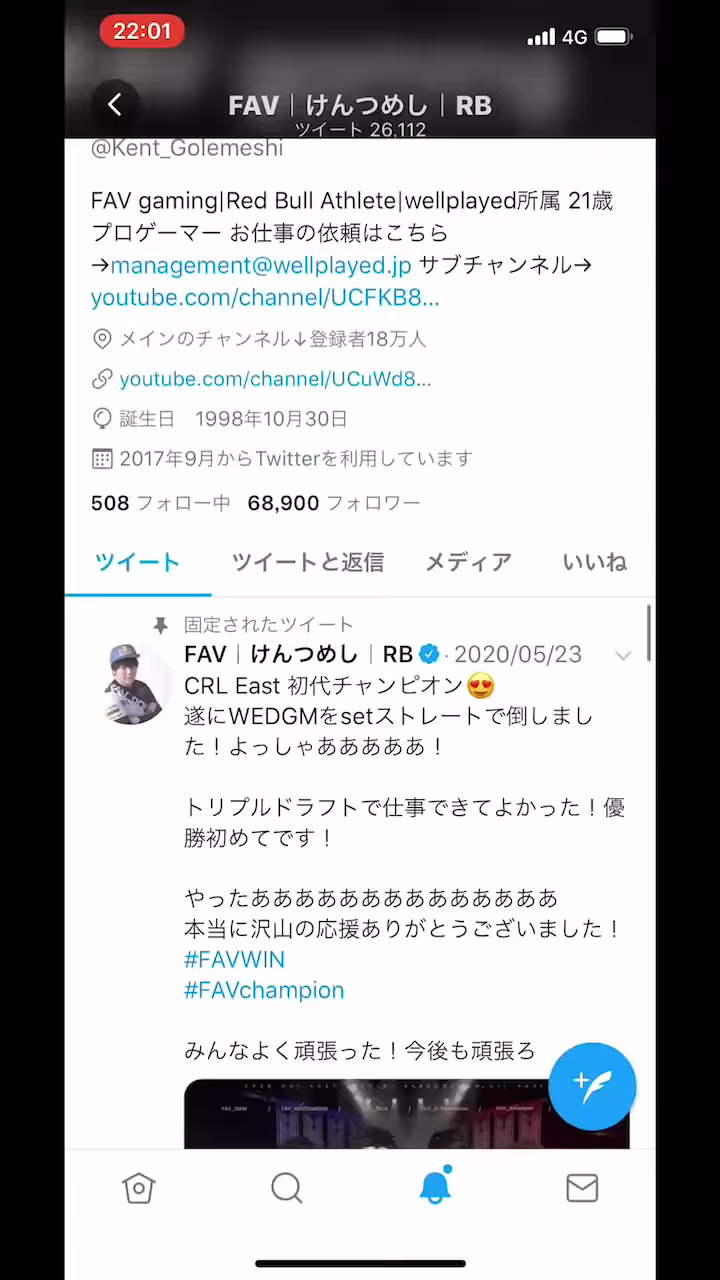 22:01
4G
FAV｜けんつめし｜RB
ツイート 26,112
@Kent_Golemeshi
FAV gaming|Red Bull Athlete|wellplayed所属 21歳
プロゲーマー お仕事の依頼はこちら
→management@wellplayed.jp サブチャンネル→
youtube.com/channel/UCFKB8...
メインのチャンネル↓登録者18万人
youtube.com/channel/UCuWd8...
誕生日 1998年10月30日
2017年9月からTwitterを利用しています
508 フォロー中 68,900 フォロワー
ツイート ツイートと返信 メディア いいね
固定されたツイート
FAV｜けんつめし｜RB · 2020/05/23
CRL East 初代チャンピオン😍
遂にWEDGMをsetストレートで倒しまし
た！よっしゃあああああ！
トリプルドラフトで仕事できてよかった！優
勝初めてです！
やったああああああああああああああ
本当に沢山の応援ありがとうございました！
#FAVWIN
#FAVchampion
みんなよく頑張った！今後も頑張ろ